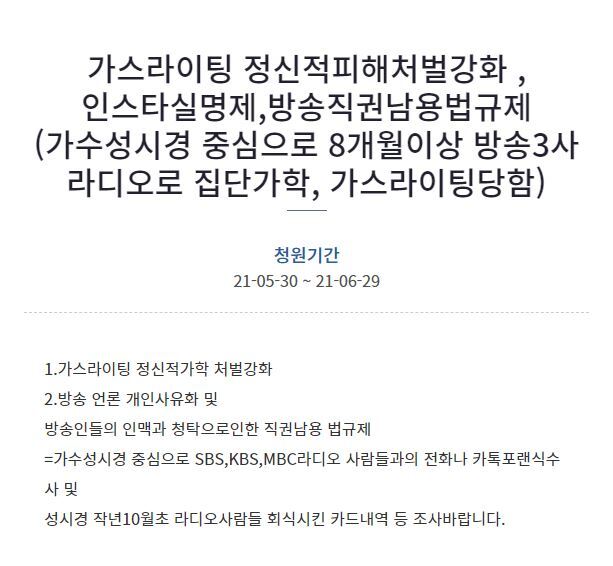 가스라이팅 정신적피해처벌강화 ,
인스타실명제,방송직권남용법규제
(가수성시경 중심으로 8개월이상 방송3사
라디오로 집단가학, 가스라이팅당함)
청원기간
21-05-30 ~ 21-06-29
1.가스라이팅 정신적가학 처벌강화
2.방송 언론 개인사유화 및
방송인들의 인맥과 청탁으로인한 직권남용 법규제
=가수성시경 중심으로 SBS,KBS,MBC라디오 사람들과의 전화나 카톡포랜식수
사 및
성시경 작년10월초 라디오사람들 회식시킨 카드내역 등 조사바랍니다.